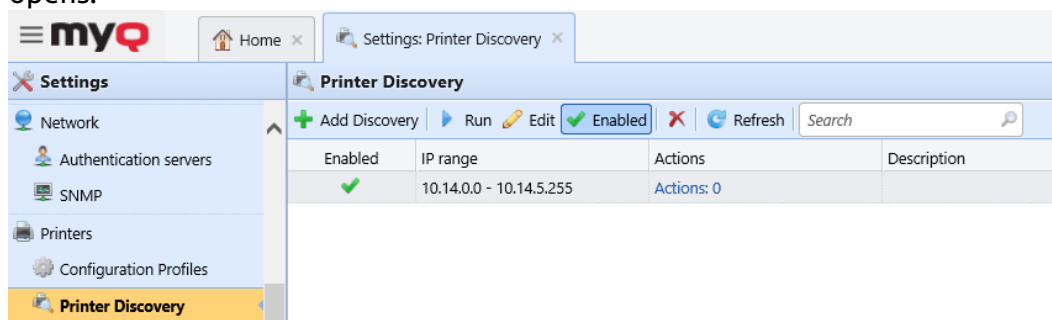 opens.
myQ
Home × Settings: Printer Discovery ×
Settings Printer Discovery
Network Add Discovery Run Edit Enabled Refresh Search
Authentication servers Enabled IP range Actions Description
SNMP 10.14.0.0 - 10.14.5.255 Actions: 0
Printers
Configuration Profiles
Printer Discovery